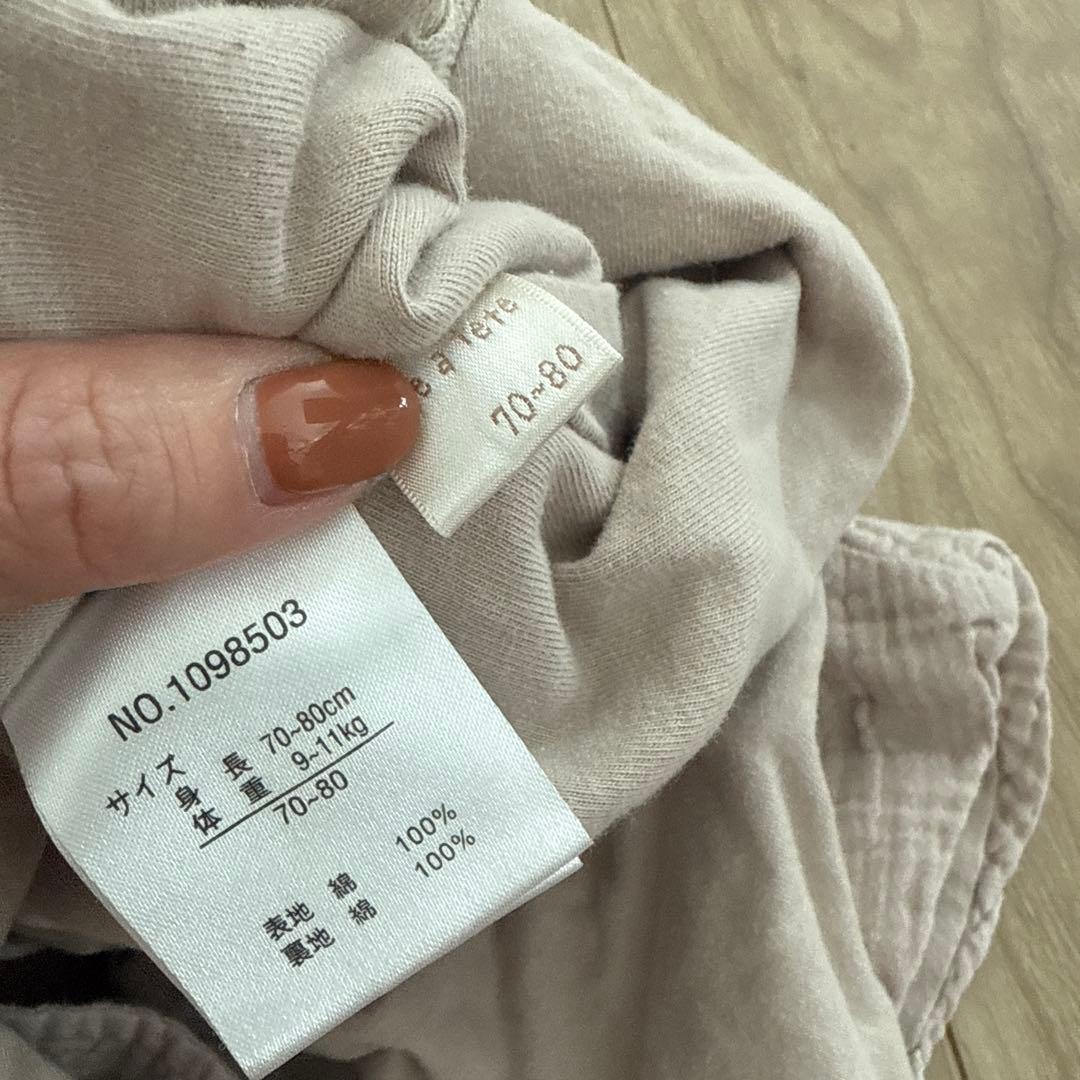 tete
70~80
NO.1098503
サイズ
身 長 70~80cm
体 重 9~11kg
70~80
表地 綿 100%
裏地 綿 100%